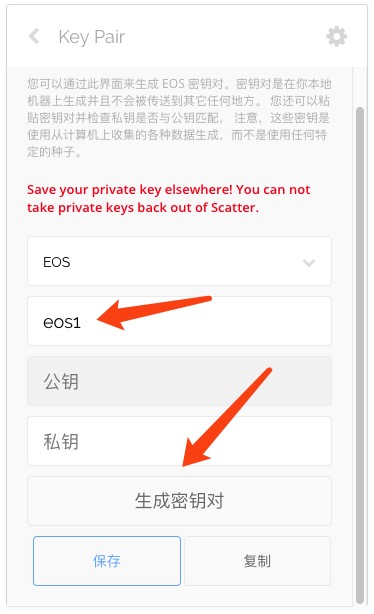 Key Pair
您可以通过此界面来生成 EOS 密钥对。密钥对是在你本地
机器上生成并且不会被传送到其它任何地方。 您还可以粘
贴密钥对并检查私钥是否与公钥匹配， 注意，这些密钥是
使用从计算机上收集的各种数据生成，而不是使用任何特
定的种子。
Save your private key elsewhere! You can not
take private keys back out of Scatter.
EOS
eos1
公钥
私钥
生成密钥对
保存
复制